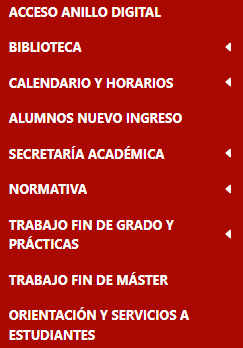 ACCESO ANILLO DIGITAL
BIBLIOTECA
CALENDARIO Y HORARIOS
ALUMNOS NUEVO INGRESO
SECRETARÍA ACADÉMICA
NORMATIVA
TRABAJO FIN DE GRADO Y
PRÁCTICAS
TRABAJO FIN DE MÁSTER
ORIENTACIÓN Y SERVICIOS A
ESTUDIANTES